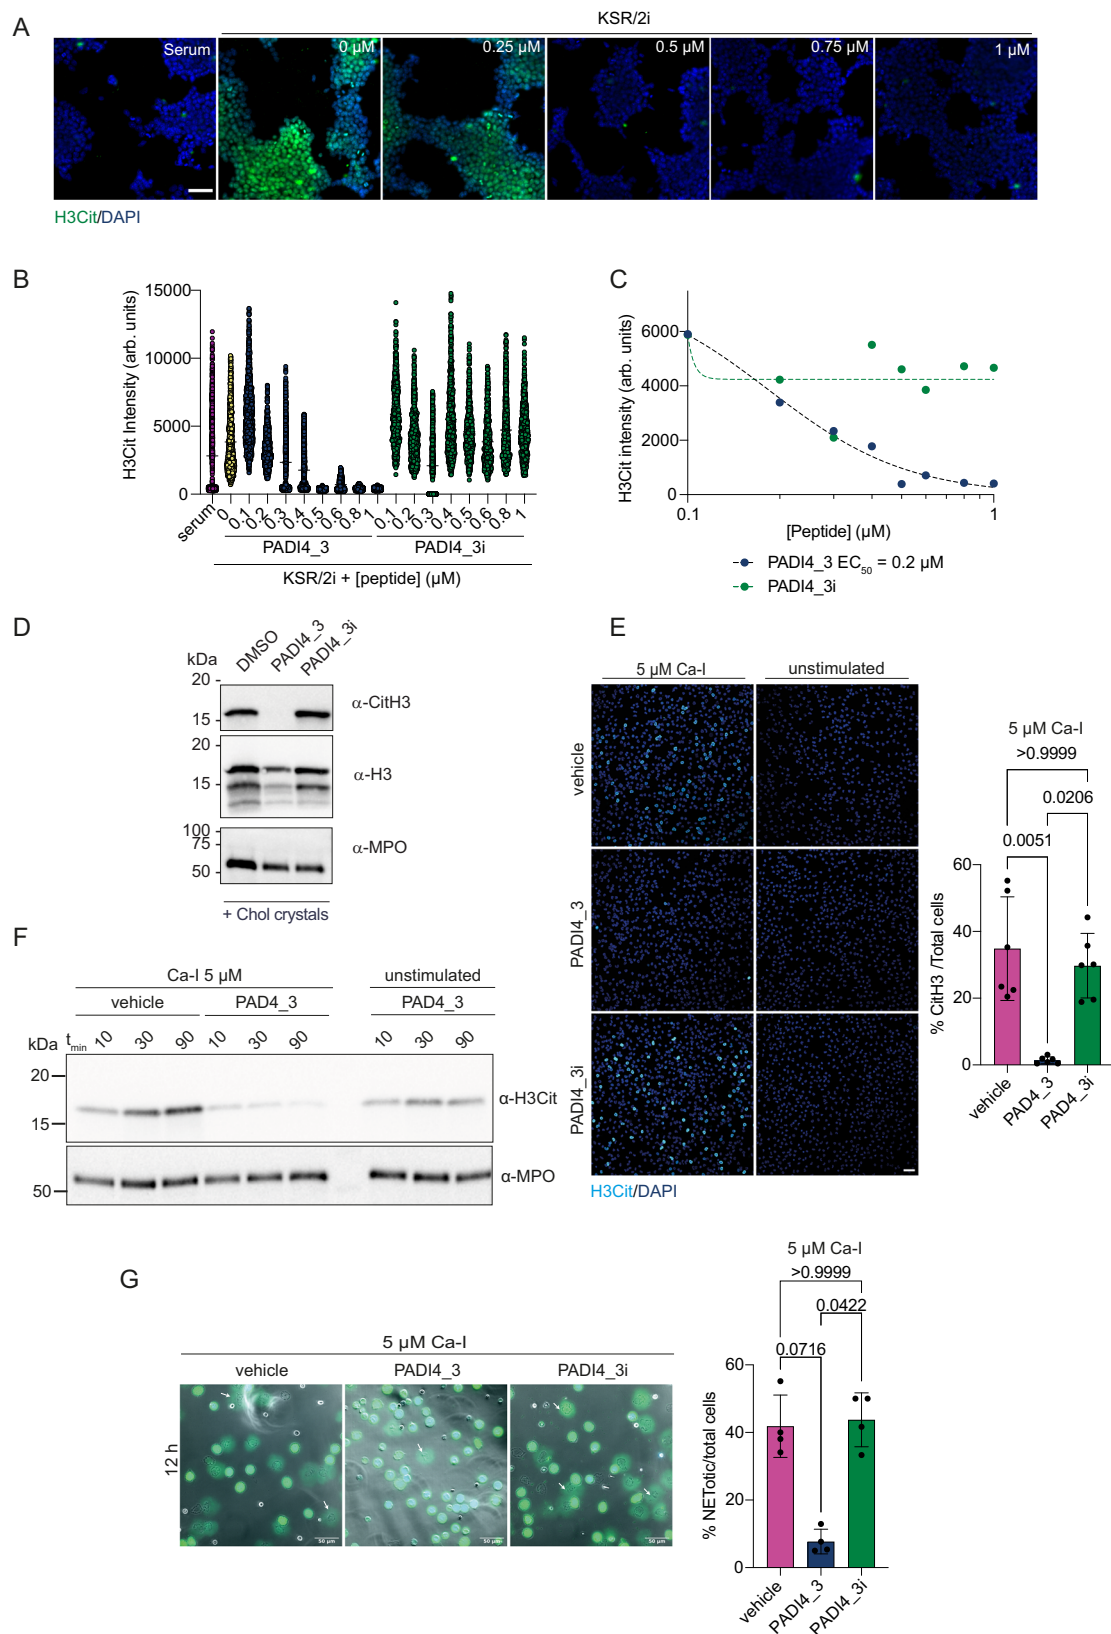 A
KSR/2i
Serum
0 µM
0.25 µM
0.5 µM
0.75 µM
1 µM
H3Cit/DAPI
B
H3Cit Intensity (arb. units)
15000
10000
5000
0
serum
0
0.1
0.2
0.3
0.4
0.5
0.6
0.8
1
0.1
0.2
0.3
0.4
0.5
0.6
0.8
1
PADI4_3
PADI4_3i
KSR/2i + [peptide] (µM)
C
H3Cit intensity (arb. units)
6000
4000
2000
0
0.1
1
[Peptide] (µM)
PADI4_3 EC50 = 0.2 µM
PADI4_3i
D
kDa
DMSO
PADI4_3
PADI4_3i
20
15
α-CitH3
20
15
α-H3
100
75
50
α-MPO
+ Chol crystals
E
5 µM Ca-I
unstimulated
vehicle
PADI4_3
PADI4_3i
H3Cit/DAPI
5 µM Ca-I
>0.9999
0.0206
0.0051
% CitH3 /Total cells
60
40
20
0
vehicle
PAD4_3
PADI4_3i
F
Ca-I 5 µM
unstimulated
vehicle
PAD4_3
PAD4_3
kDa
tmin
10
30
90
10
30
90
10
30
90
20
15
α-H3Cit
50
α-MPO
G
5 µM Ca-I
vehicle
PADI4_3
PADI4_3i
12 h
50 µm
50 µm
50 µm
5 µM Ca-I
>0.9999
0.0422
0.0716
% NETotic/total cells
60
40
20
0
vehicle
PADI4_3
PADI4_3i